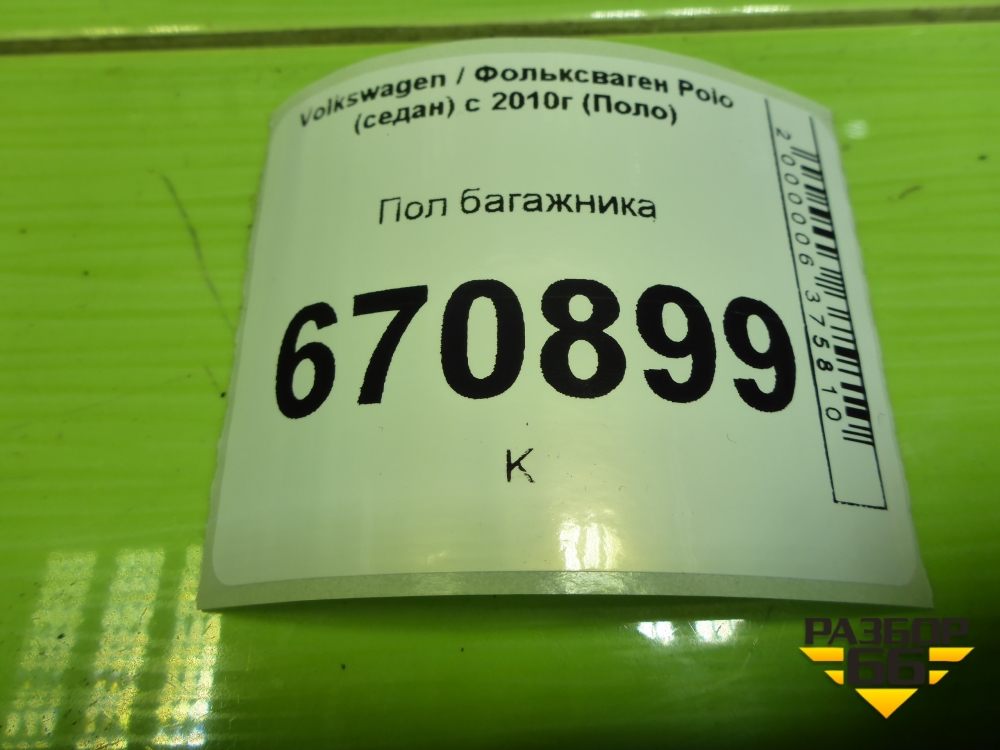 Volkswagen / Фольксваген Polo
(седан) с 2010г (Поло)
Пол багажника
670899
К
2000006375810
РАЗБОР
66